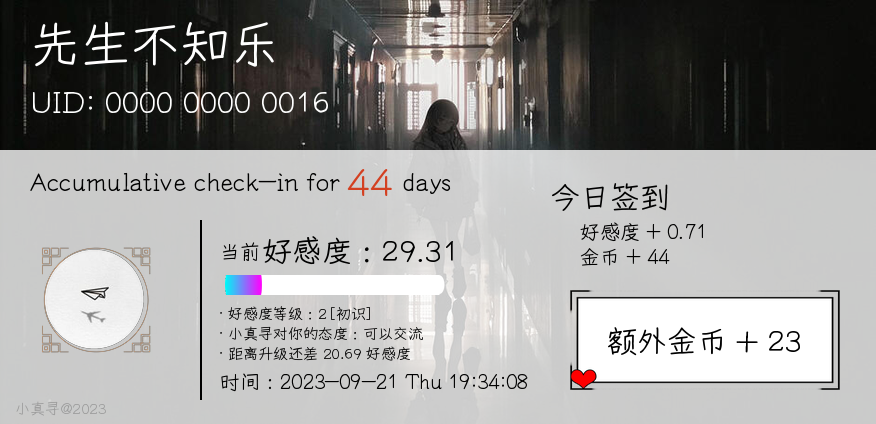 先生不知乐
UID: 0000 0000 0016
Accumulative check-in for 44 days
当前好感度：29.31
· 好感度等级：2 [初识]
· 小真寻对你的态度：可以交流
· 距离升级还差 20.69 好感度
时间：2023-09-21 Thu 19:34:08
今日签到
好感度 + 0.71
金币 + 44
额外金币 + 23
小真寻@2023